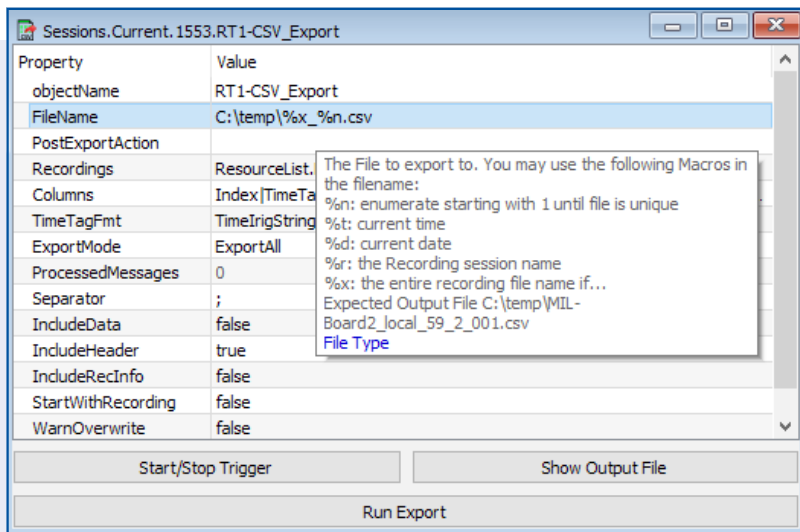 Sessions.Current.1553.RT1-CSV_Export
Property Value
objectName RT1-CSV_Export
FileName C:\temp\%x_%n.csv
PostExportAction
Recordings ResourceList.
Columns Index|TimeTa
TimeTagFmt TimeIrigString
ExportMode ExportAll
ProcessedMessages 0
Separator ;
IncludeData false
IncludeHeader true
IncludeRecInfo false
StartWithRecording false
WarnOverwrite false
The File to export to. You may use the following Macros in
the filename:
%n: enumerate starting with 1 until file is unique
%t: current time
%d: current date
%r: the Recording session name
%x: the entire recording file name if...
Expected Output File C:\temp\MIL-
Board2_local_59_2_001.csv
File Type
Start/Stop Trigger Show Output File
Run Export